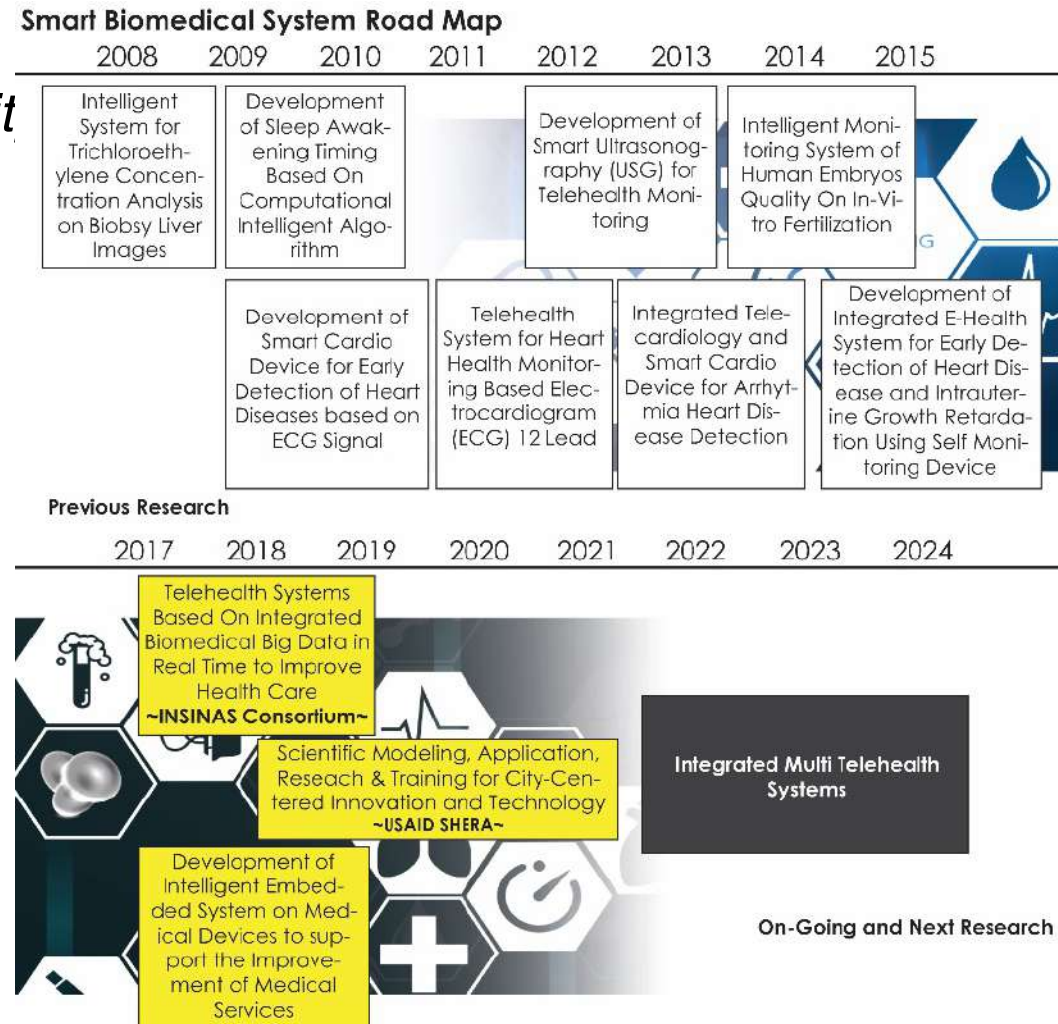 Smart Biomedical System Road Map
2008 2009 2010 2011 2012 2013 2014 2015
Intelligent
System for
Trichloroeth-
ylene Concen-
tration Analysis
on Biobsy Liver
Images
Development
of Sleep Awak-
ening Timing
Based On
Computational
Intelligent Algo-
rithm
Development of
Smart Ultrasonog-
raphy (USG) for
Telehealth Moni-
toring
Intelligent Moni-
toring System of
Human Embryos
Quality On In-Vi-
tro Fertilization
Development of
Smart Cardio
Device for Early
Detection of Heart
Diseases based on
ECG Signal
Telehealth
System for Heart
Health Monitor-
ing Based Elec-
trocardiogram
(ECG) 12 Lead
Integrated Tele-
cardiology and
Smart Cardio
Device for Arrhyt-
mia Heart Dis-
ease Detection
Development of
Integrated E-Health
System for Early De-
tection of Heart Dis-
ease and Intrauter-
ine Growth Retarda-
tion Using Self Moni-
toring Device
Previous Research
2017 2018 2019 2020 2021 2022 2023 2024
Telehealth Systems
Based On Integrated
Biomedical Big Data in
Real Time to Improve
Health Care
~INSINAS Consortium~
Scientific Modeling, Application,
Reseach & Training for City-Cen-
tered Innovation and Technology
~USAID SHERA~
Integrated Multi Telehealth
Systems
Development of
Intelligent Embed-
ded System on Med-
ical Devices to sup-
port the Improve-
ment of Medical
Services
On-Going and Next Research